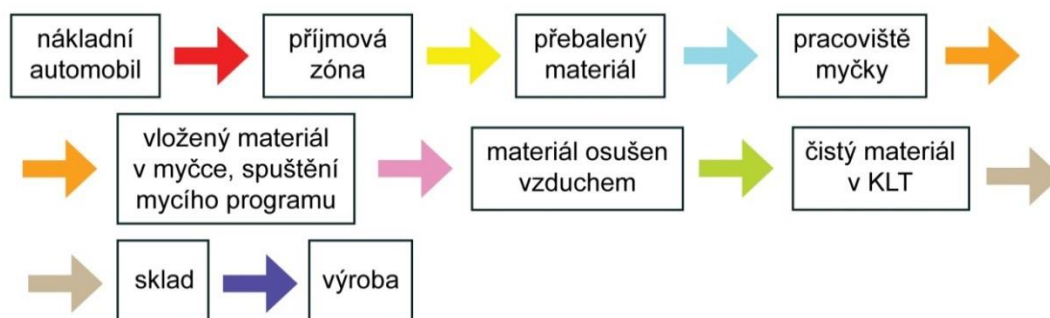 nákladní
automobil
příjmová
zóna
přebalený
materiál
pracoviště
myčky
vložený materiál
v myčce, spuštění
mycího programu
materiál osušen
vzduchem
čistý materiál
v KLT
sklad
výroba